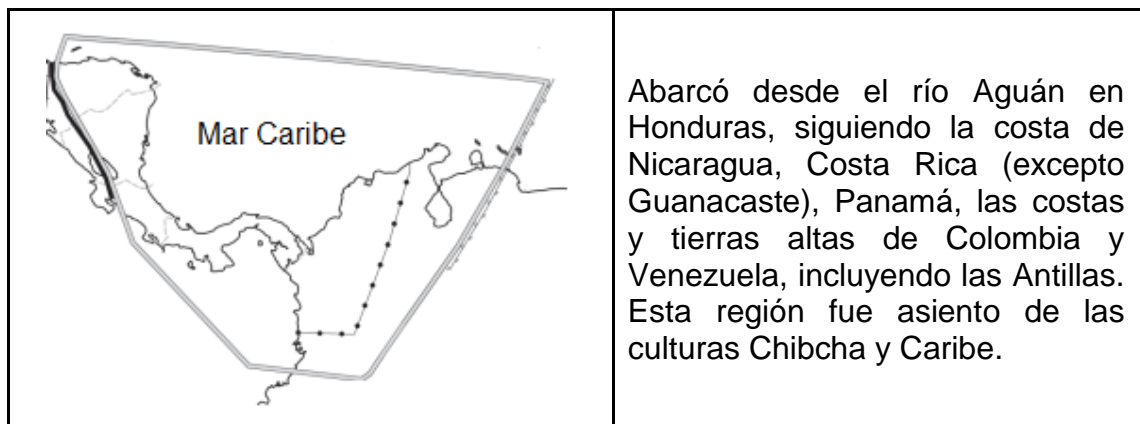 Mar Caribe
Abarcó desde el río Aguán en
Honduras, siguiendo la costa de
Nicaragua, Costa Rica (excepto
Guanacaste), Panamá, las costas
y tierras altas de Colombia y
Venezuela, incluyendo las Antillas.
Esta región fue asiento de las
culturas Chibcha y Caribe.